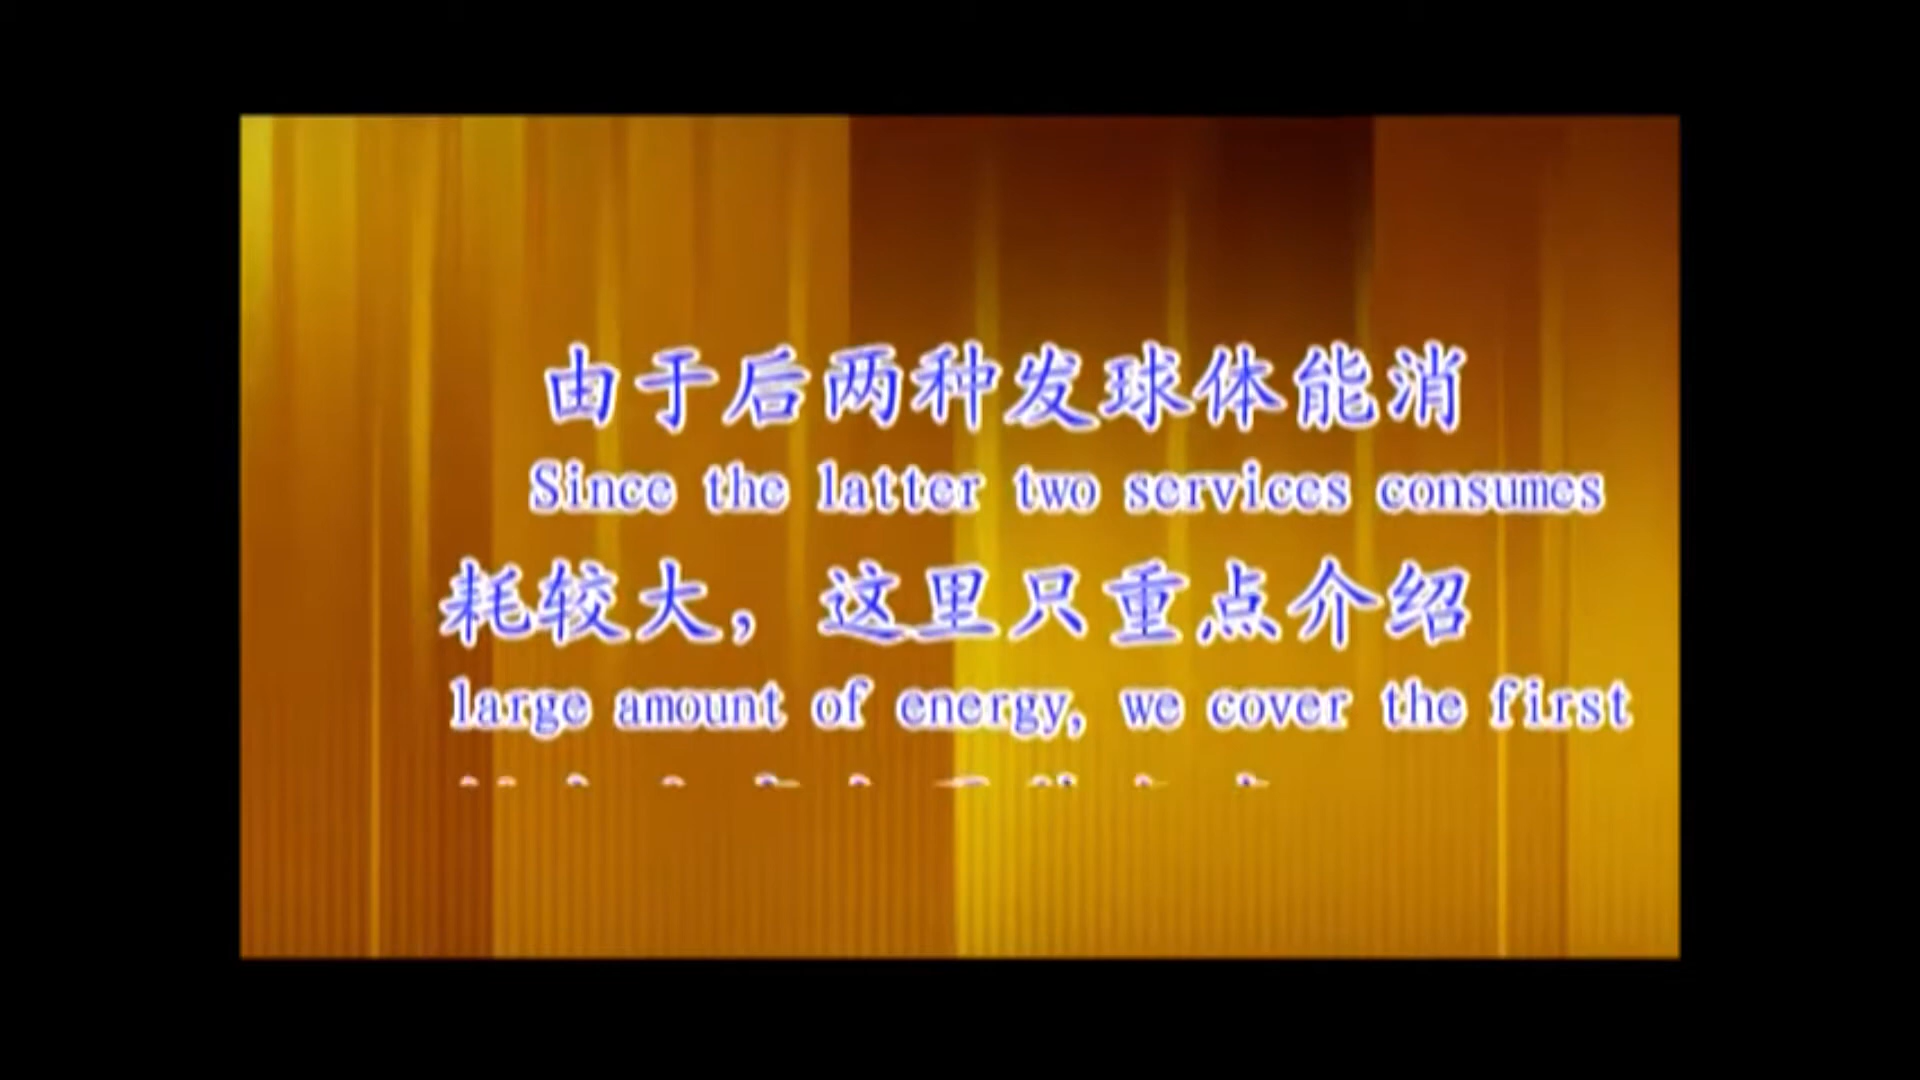 由于后两种发球体能消
Since the latter two services consumes
耗较大，这里只重点介绍
large amount of energy, we cover the first